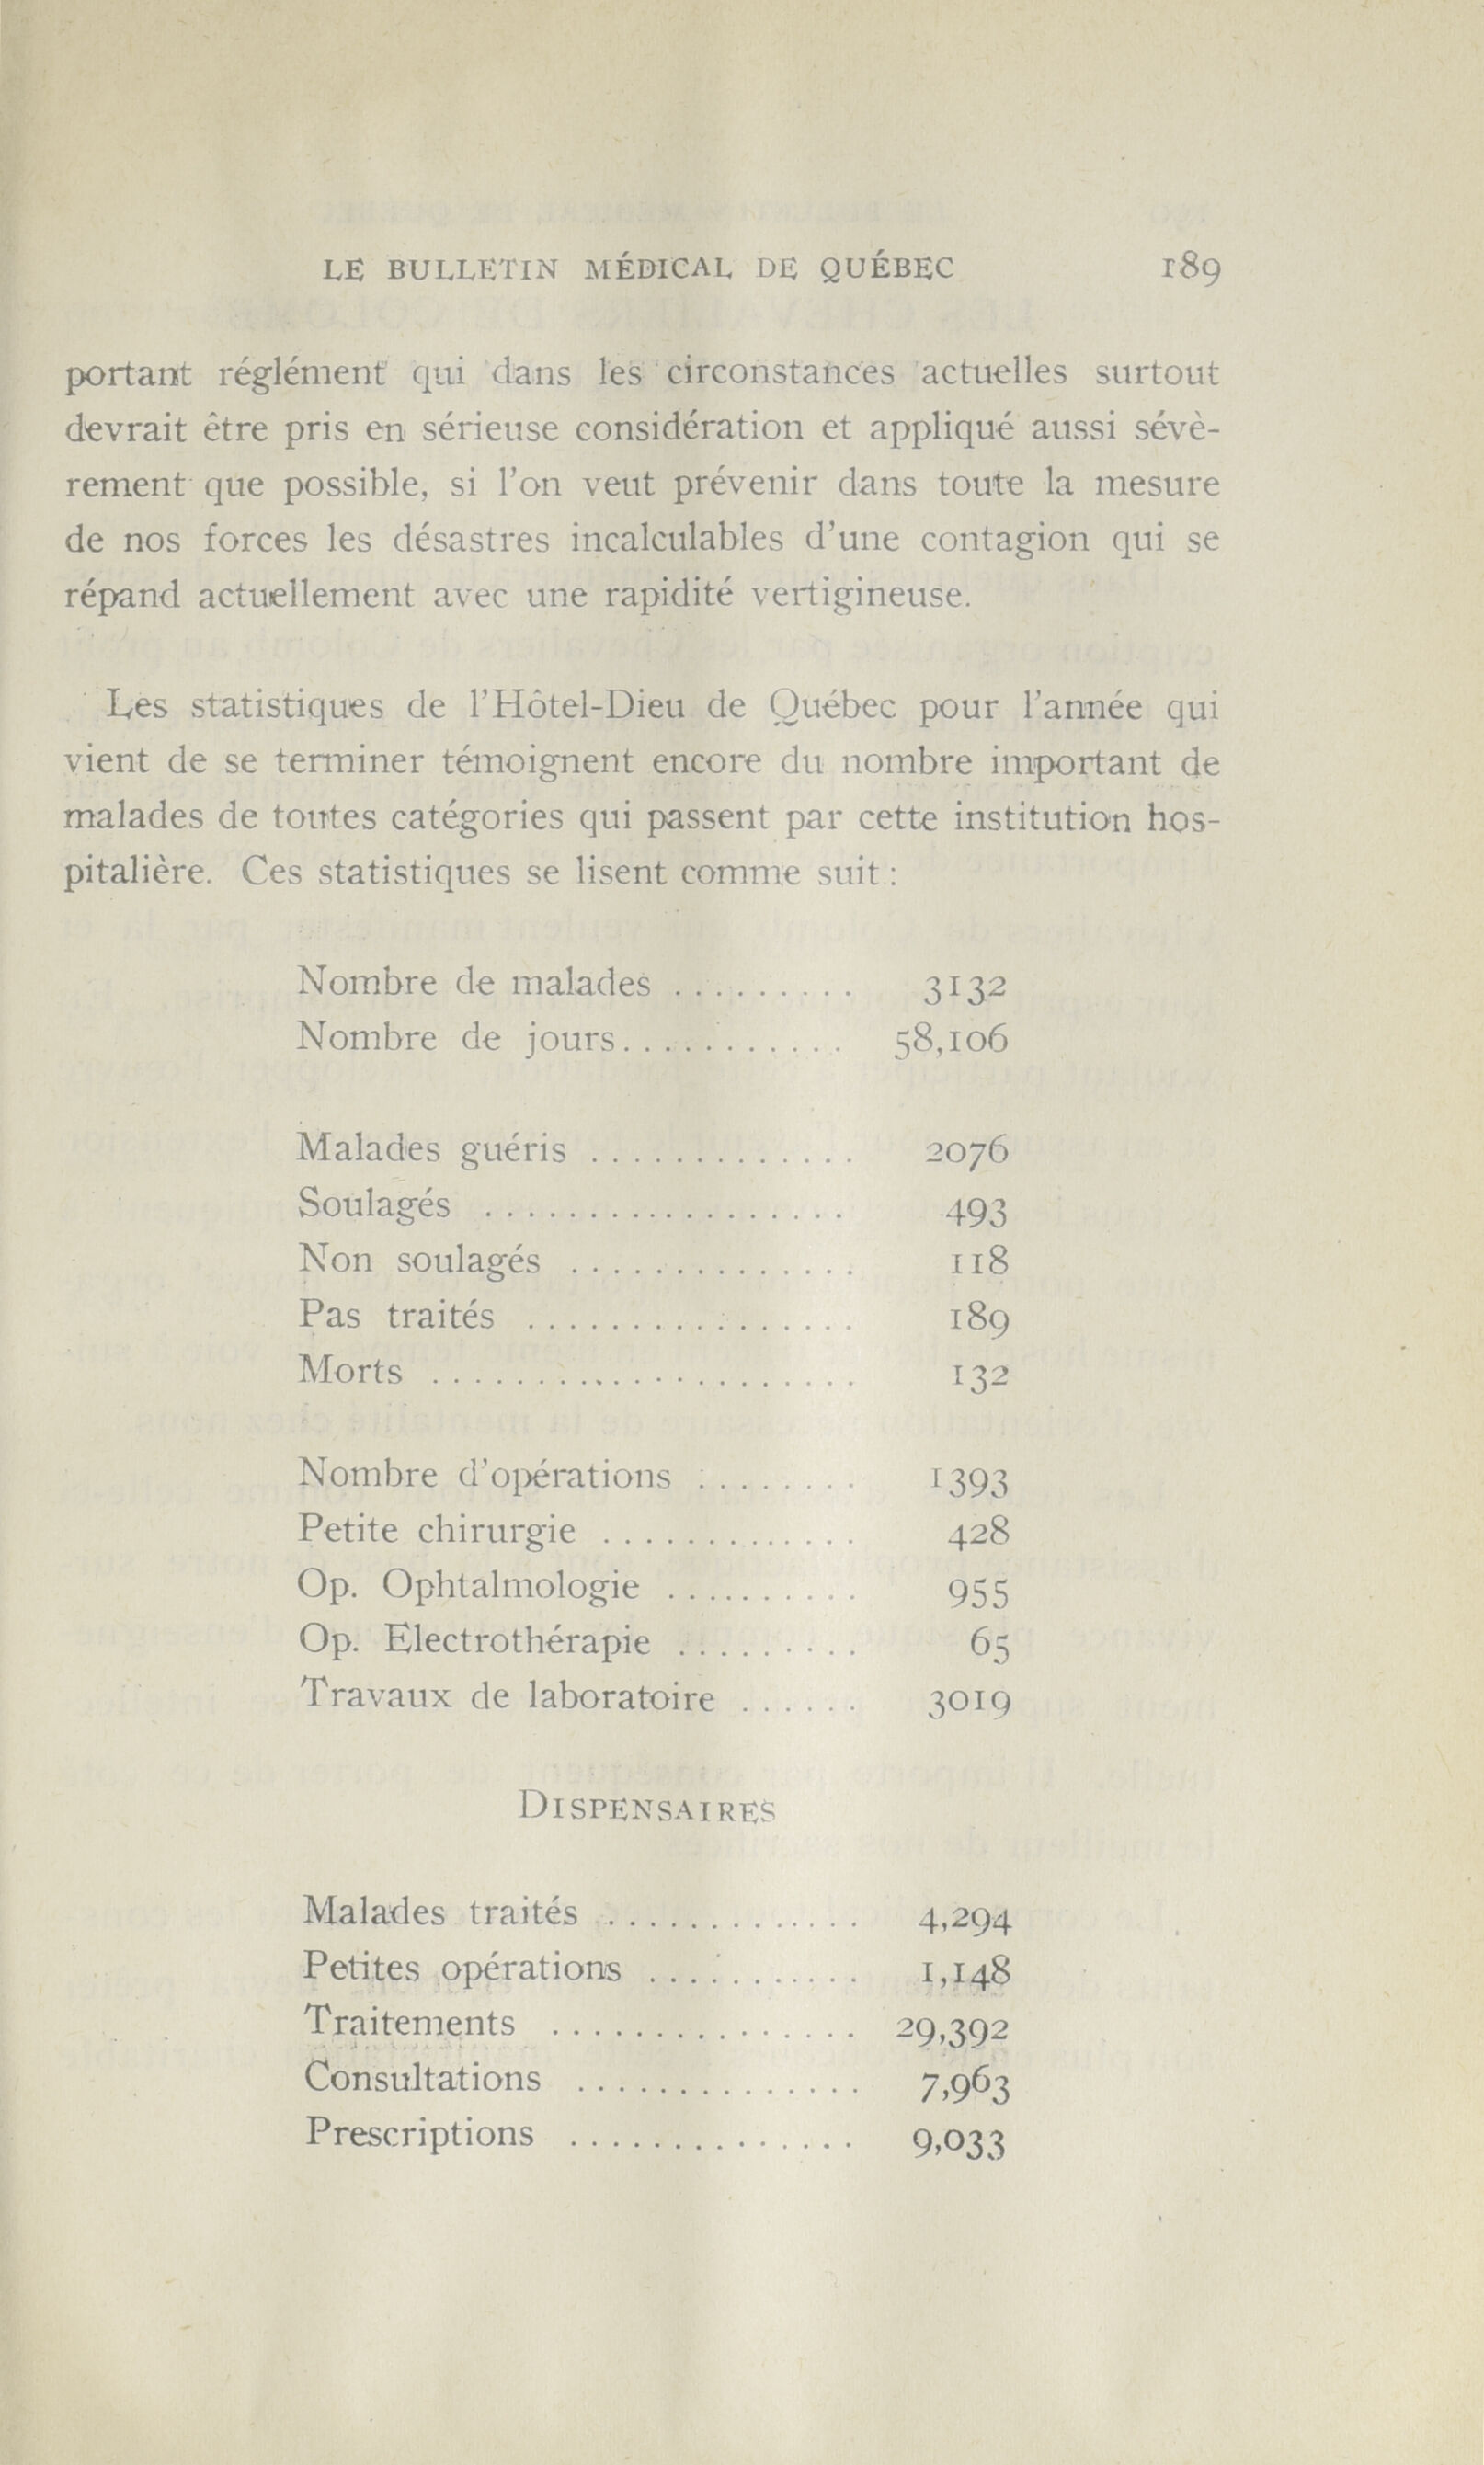 LE BULLETIN MÉDICAL DE QUÉBEC 189
portant réglément qui dans les circonstances actuelles surtout
devrait être pris en sérieuse considération et appliqué aussi sévè-
rement que possible, si l'on veut prévenir dans toute la mesure
de nos forces les désastres incalculables d'une contagion qui se
répand actuellement avec une rapidité vertigineuse.
Les statistiques de l'Hôtel-Dieu de Québec pour l'année qui
vient de se terminer témoignent encore du nombre important de
malades de toutes catégories qui passent par cette institution hos-
pitalière. Ces statistiques se lisent comme suit :
Nombre de malades ......... 3132
Nombre de jours........... 58,106
Malades guéris ............. 2076
Soulagés .................. 493
Non soulagés .............. 118
Pas traités ................ 189
Morts ..................... 132
Nombre d'opérations ........ 1393
Petite chirurgie ............. 428
Op. Ophtalmologie .......... 955
Op. Electrothérapie ......... 65
Travaux de laboratoire ...... 3019
DISPENSAIRES
Malades traités ............. 4,294
Petites opérations ........... 1,148
Traitements ............... 29,392
Consultations .............. 7,963
Prescriptions .............. 9,033